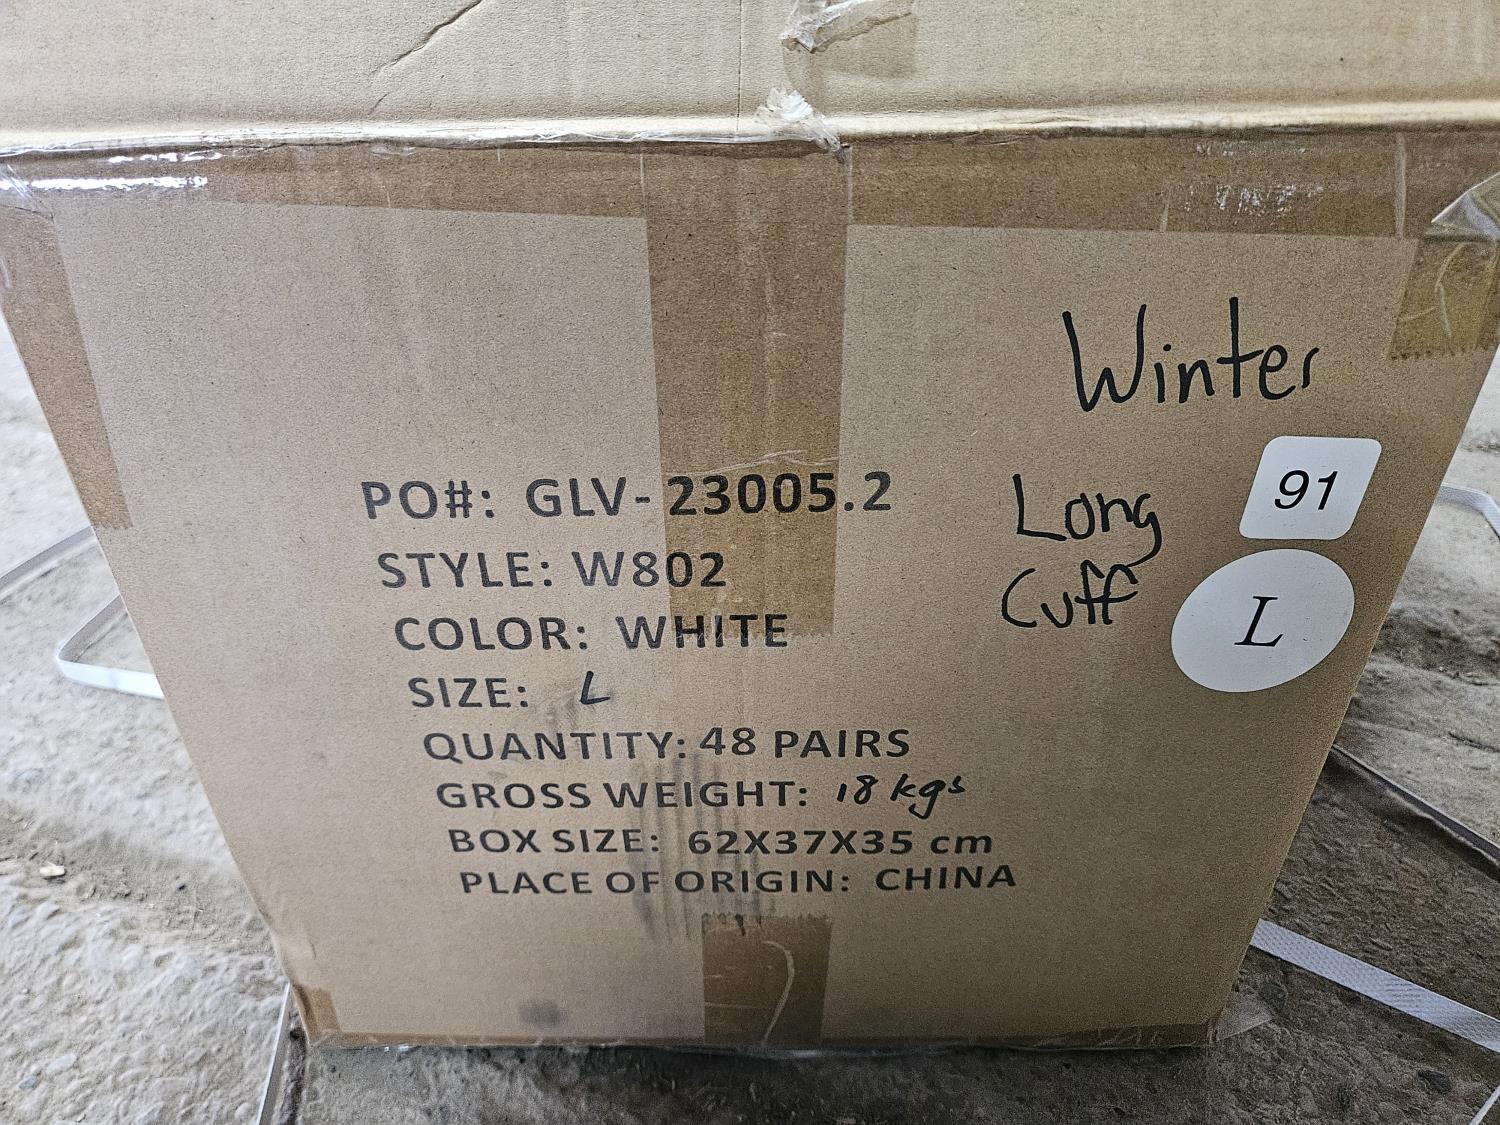 Winter
Long
Cuff
91
L
PO#: GLV-23005.2
STYLE: W802
COLOR: WHITE
SIZE: L
QUANTITY: 48 PAIRS
GROSS WEIGHT: 18 kgs
BOX SIZE: 62X37X35 cm
PLACE OF ORIGIN: CHINA